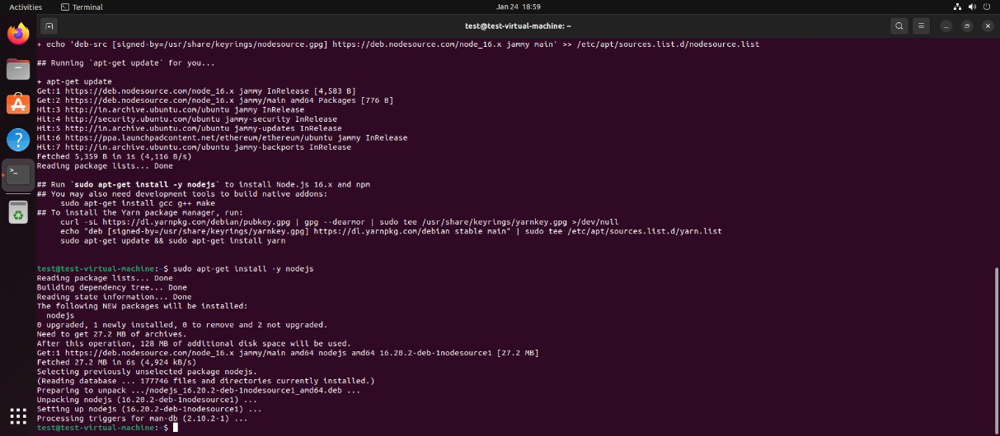 Activities
Terminal
Jan 24 18:59
test@test-virtual-machine: ~
+ echo 'deb-src [signed-by=/usr/share/keyrings/nodesource.gpg] https://deb.nodesource.com/node_16.x jammy main' >> /etc/apt/sources.list.d/nodesource.list
## Running `apt-get update` for you...
+ apt-get update
Get:1 https://deb.nodesource.com/node_16.x jammy InRelease [4,583 B]
Get:2 https://deb.nodesource.com/node_16.x jammy/main amd64 Packages [776 B]
Hit:3 http://in.archive.ubuntu.com/ubuntu jammy InRelease
Hit:4 http://security.ubuntu.com/ubuntu jammy-security InRelease
Hit:5 http://in.archive.ubuntu.com/ubuntu jammy-updates InRelease
Hit:6 https://ppa.launchpadcontent.net/ethereum/ethereum/ubuntu jammy InRelease
Hit:7 http://in.archive.ubuntu.com/ubuntu jammy-backports InRelease
Fetched 5,359 B in 1s (4,116 B/s)
Reading package lists... Done
## Run `sudo apt-get install -y nodejs` to install Node.js 16.x and npm
## You may also need development tools to build native addons:
sudo apt-get install gcc g++ make
## To install the Yarn package manager, run:
curl -sL https://dl.yarnpkg.com/debian/pubkey.gpg | gpg --dearmor | sudo tee /usr/share/keyrings/yarnkey.gpg >/dev/null
echo "deb [signed-by=/usr/share/keyrings/yarnkey.gpg] https://dl.yarnpkg.com/debian stable main" | sudo tee /etc/apt/sources.list.d/yarn.list
sudo apt-get update && sudo apt-get install yarn
test@test-virtual-machine:~$ sudo apt-get install -y nodejs
Reading package lists... Done
Building dependency tree... Done
Reading state information... Done
The following NEW packages will be installed:
nodejs
0 upgraded, 1 newly installed, 0 to remove and 2 not upgraded.
Need to get 27.2 MB of archives.
After this operation, 128 MB of additional disk space will be used.
Get:1 https://deb.nodesource.com/node_16.x jammy/main amd64 nodejs amd64 16.20.2-deb-1nodesource1 [27.2 MB]
Fetched 27.2 MB in 6s (4,924 kB/s)
Selecting previously unselected package nodejs.
(Reading database ... 177746 files and directories currently installed.)
Preparing to unpack .../nodejs_16.20.2-deb-1nodesource1_amd64.deb ...
Unpacking nodejs (16.20.2-deb-1nodesource1) ...
Setting up nodejs (16.20.2-deb-1nodesource1) ...
Processing triggers for man-db (2.10.2-1) ...
test@test-virtual-machine:~$